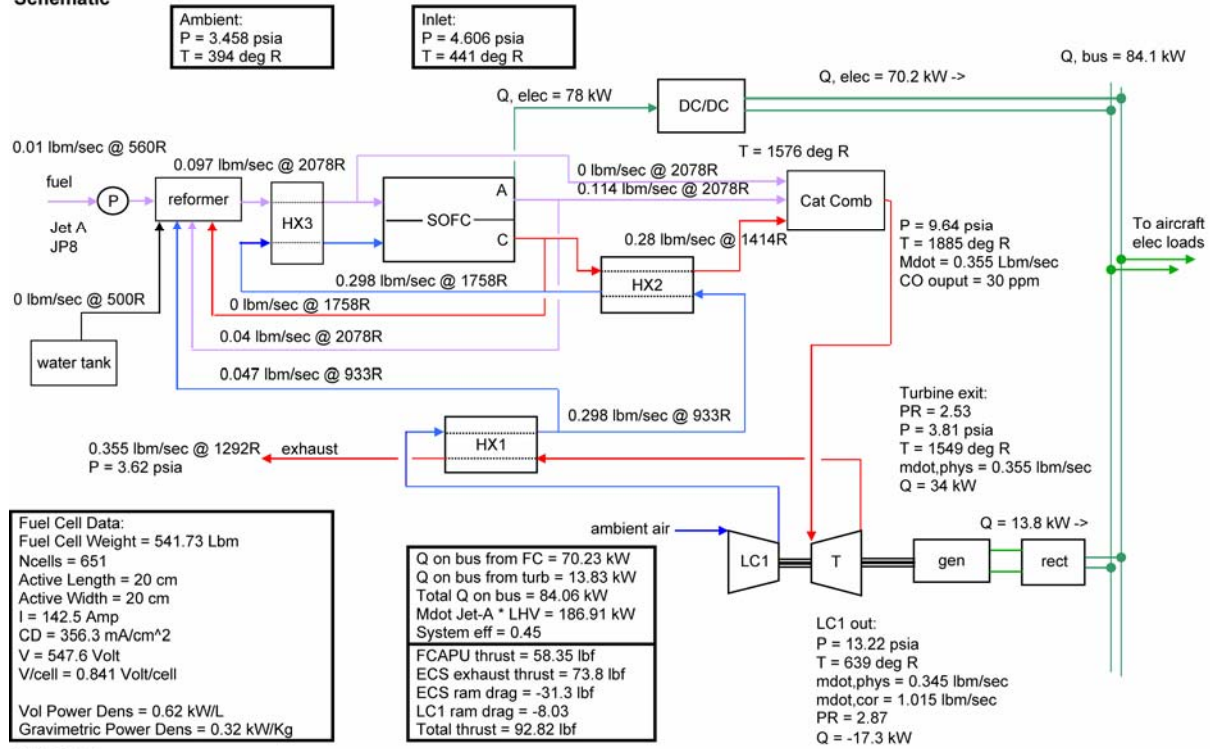 Schematic
Ambient:
P = 3.458 psia
T = 394 deg R
Inlet:
P = 4.606 psia
T = 441 deg R
Q, bus = 84.1 kW
Q, elec = 70.2 kW ->
Q, elec = 78 kW
DC/DC
0.01 lbm/sec @ 560R
0.097 lbm/sec @ 2078R
T = 1576 deg R
0 lbm/sec @ 2078R
0.114 lbm/sec @ 2078R
fuel
P
reformer
HX3
A
SOFC
C
Cat Comb
Jet A
JP8
0.28 lbm/sec @ 1414R
P = 9.64 psia
T = 1885 deg R
Mdot = 0.355 Lbm/sec
CO ouput = 30 ppm
To aircraft
elec loads
0.298 lbm/sec @ 1758R
HX2
0 lbm/sec @ 500R
0 lbm/sec @ 1758R
0.04 lbm/sec @ 2078R
water tank
0.047 lbm/sec @ 933R
0.298 lbm/sec @ 933R
Turbine exit:
PR = 2.53
P = 3.81 psia
T = 1549 deg R
mdot,phys = 0.355 lbm/sec
Q = 34 kW
HX1
0.355 lbm/sec @ 1292R
exhaust
P = 3.62 psia
ambient air
Q = 13.8 kW ->
LC1
T
gen
rect
Fuel Cell Data:
Fuel Cell Weight = 541.73 Lbm
Ncells = 651
Active Length = 20 cm
Active Width = 20 cm
I = 142.5 Amp
CD = 356.3 mA/cm^2
V = 547.6 Volt
V/cell = 0.841 Volt/cell
Vol Power Dens = 0.62 kW/L
Gravimetric Power Dens = 0.32 kW/Kg
Q on bus from FC = 70.23 kW
Q on bus from turb = 13.83 kW
Total Q on bus = 84.06 kW
Mdot Jet-A * LHV = 186.91 kW
System eff = 0.45
FCAPU thrust = 58.35 lbf
ECS exhaust thrust = 73.8 lbf
ECS ram drag = -31.3 lbf
LC1 ram drag = -8.03
Total thrust = 92.82 lbf
LC1 out:
P = 13.22 psia
T = 639 deg R
mdot,phys = 0.345 lbm/sec
mdot,cor = 1.015 lbm/sec
PR = 2.87
Q = -17.3 kW